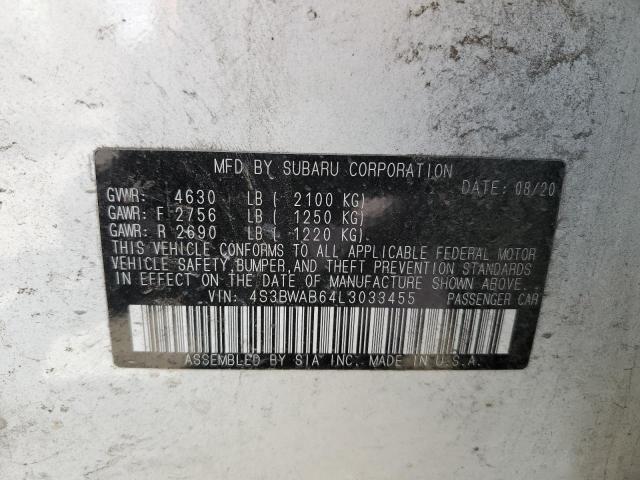 MFD BY SUBARU CORPORATION
DATE: 08/20
GVWR: 4630 LB ( 2100 KG)
GAWR: F 2756 LB ( 1250 KG)
GAWR: R 2690 LB ( 1220 KG).
THIS VEHICLE CONFORMS TO ALL APPLICABLE FEDERAL MOTOR
VEHICLE SAFETY,BUMPER,AND THEFT PREVENTION STANDARDS
IN EFFECT ON THE DATE OF MANUFACTURE SHOWN ABOVE.
VIN: 4S3BWAB64L3033455 PASSENGER CAR
ASSEMBLED BY SIA INC. MADE IN U.S.A.